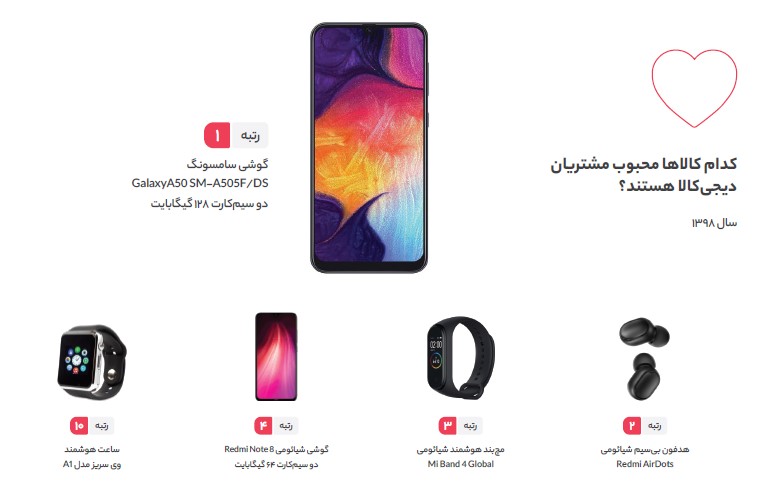 کدام کالاها محبوب مشتریان
دیجی‌کالا هستند؟
سال ۱۳۹۸
رتبه ۱
گوشی سامسونگ
GalaxyA50 SM-A505F/DS
دو سیم‌کارت ۱۲۸ گیگابایت
رتبه ۲
هدفون بی‌سیم شیائومی
Redmi AirDots
رتبه ۳
مچ‌بند هوشمند شیائومی
Mi Band 4 Global
رتبه ۴
گوشی شیائومی Redmi Note 8
دو سیم‌کارت ۶۴ گیگابایت
رتبه ۱۰
ساعت هوشمند
وی سریز مدل A1